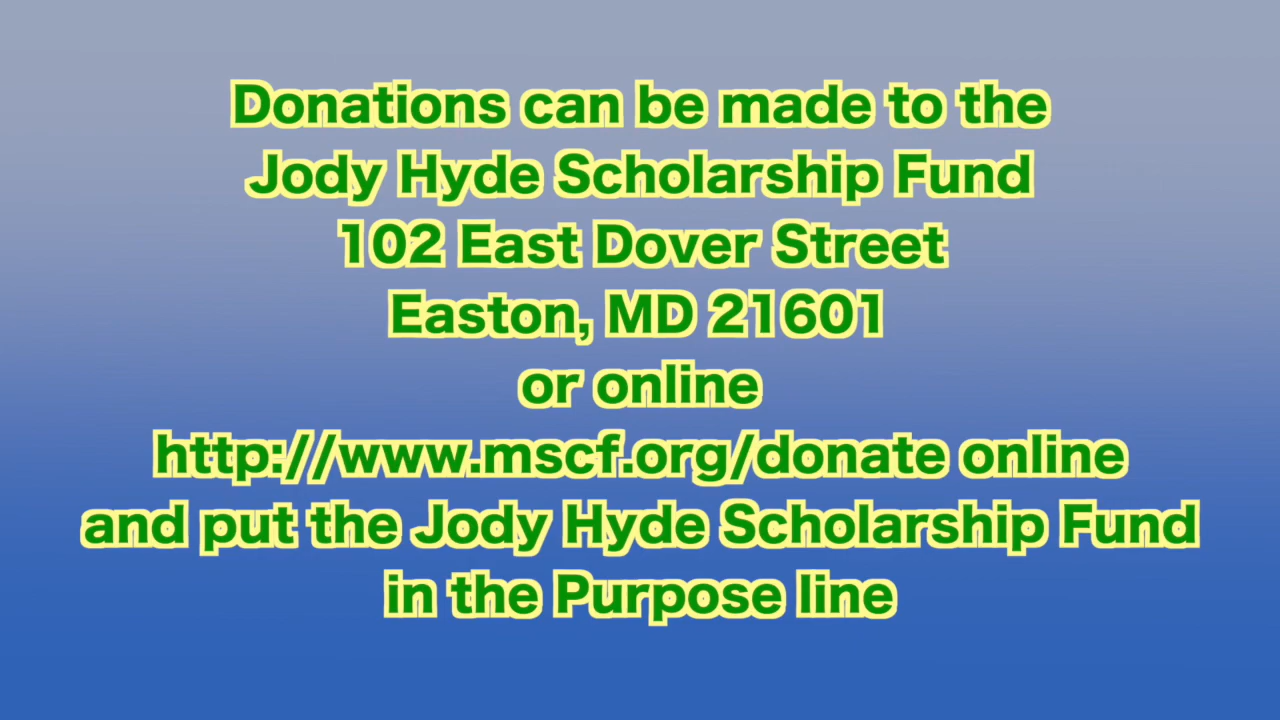 Donations can be made to the
Jody Hyde Scholarship Fund
102 East Dover Street
Easton, MD 21601
or online
http://www.mscf.org/donate online
and put the Jody Hyde Scholarship Fund
in the Purpose line